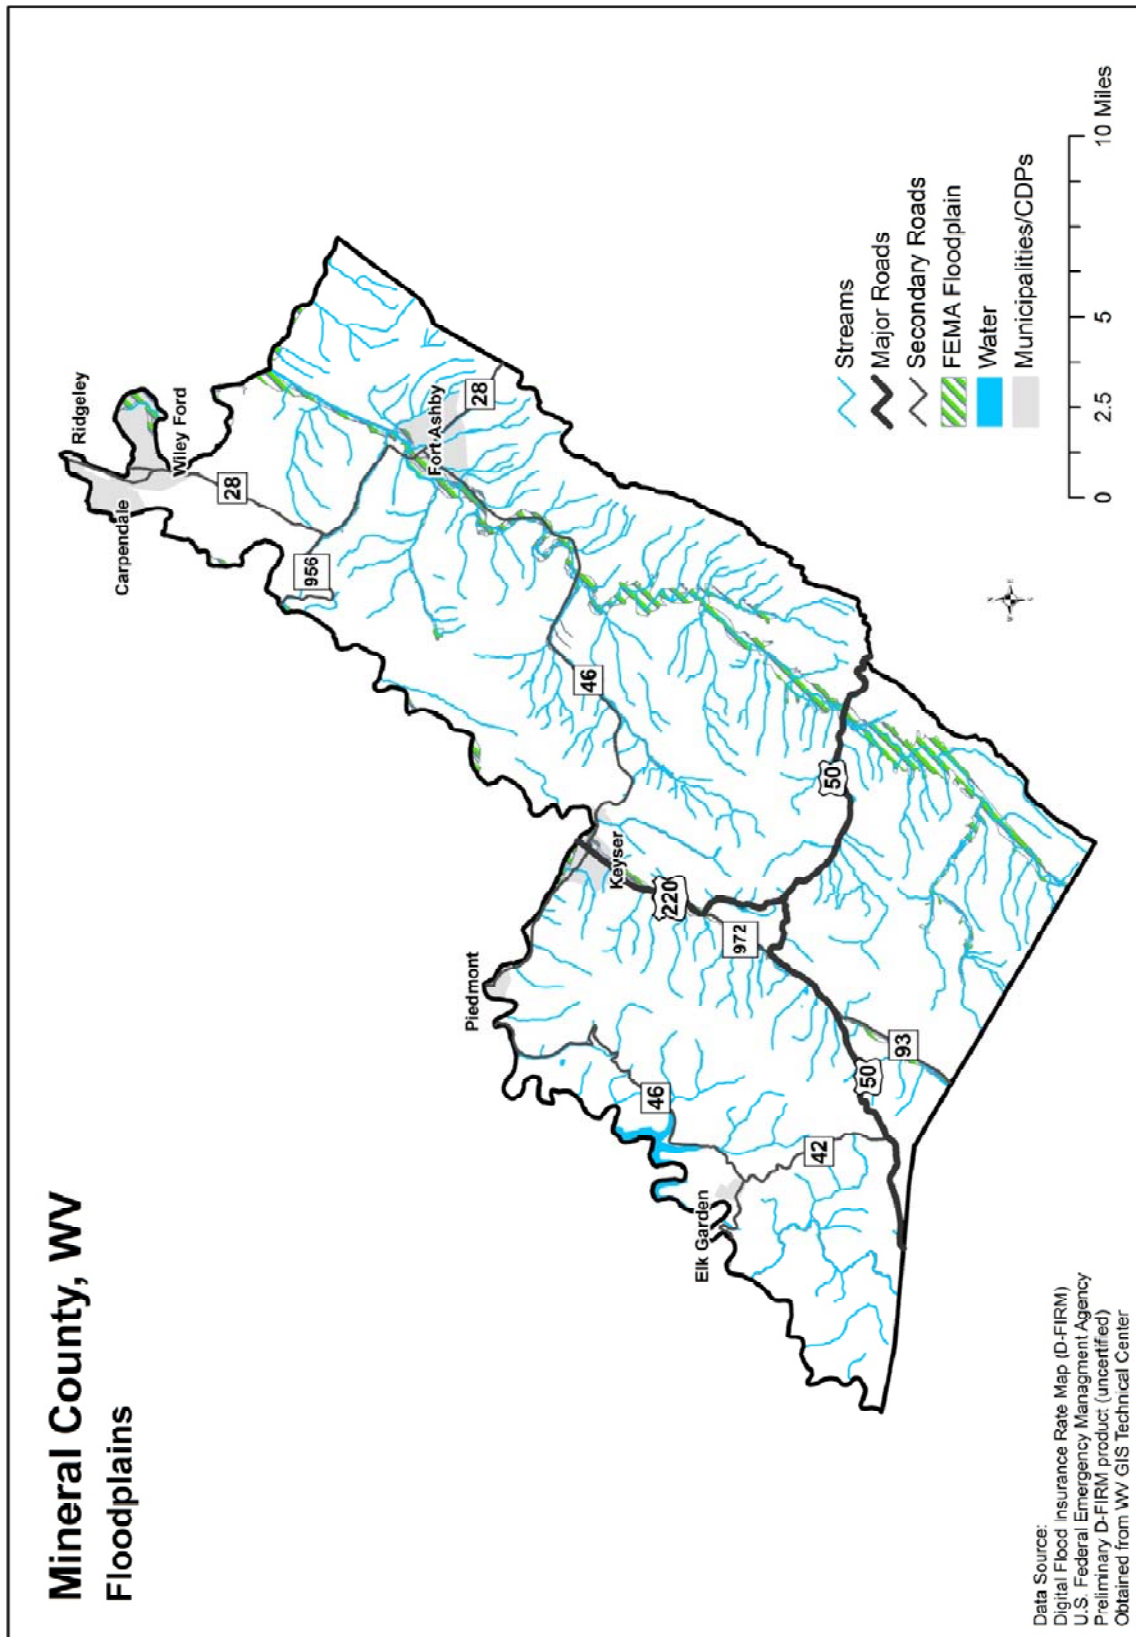 Mineral County, WV
Floodplains
Ridgeley
Carpendale
Wiley Ford
28
956
Fort Ashby
28
46
Keyser
Piedmont
220
972
50
46
Elk Garden
42
50
93
Streams
Major Roads
Secondary Roads
FEMA Floodplain
Water
Municipalities/CDPs
0 2.5 5 10 Miles
Data Source:
Digital Flood Insurance Rate Map (D-FIRM)
U.S. Federal Emergency Managment Agency
Preliminary D-FIRM product (uncertified)
Obtained from WV GIS Technical Center